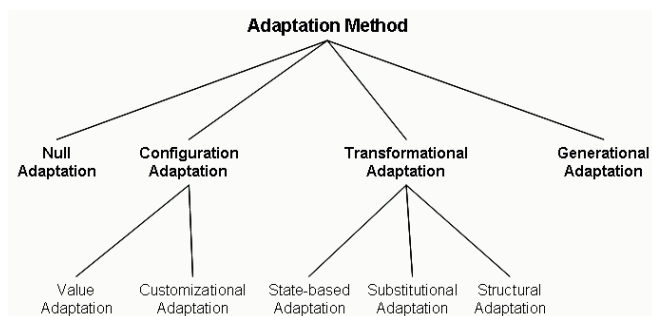 Adaptation Method
Null
Adaptation
Configuration
Adaptation
Transformational
Adaptation
Generational
Adaptation
Value
Adaptation
Customizational
Adaptation
State-based
Adaptation
Substitutional
Adaptation
Structural
Adaptation